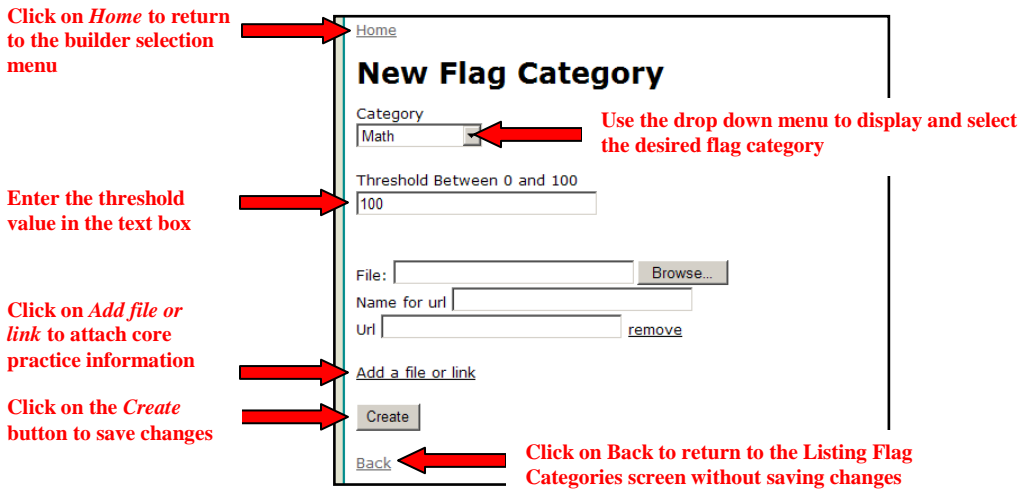 Click on Home to return
to the builder selection
menu
Home
New Flag Category
Category
Math
Use the drop down menu to display and select
the desired flag category
Threshold Between 0 and 100
100
Enter the threshold
value in the text box
File:
Browse...
Name for url
Url
remove
Click on Add file or
link to attach core
practice information
Add a file or link
Click on the Create
button to save changes
Create
Back
Click on Back to return to the Listing Flag
Categories screen without saving changes